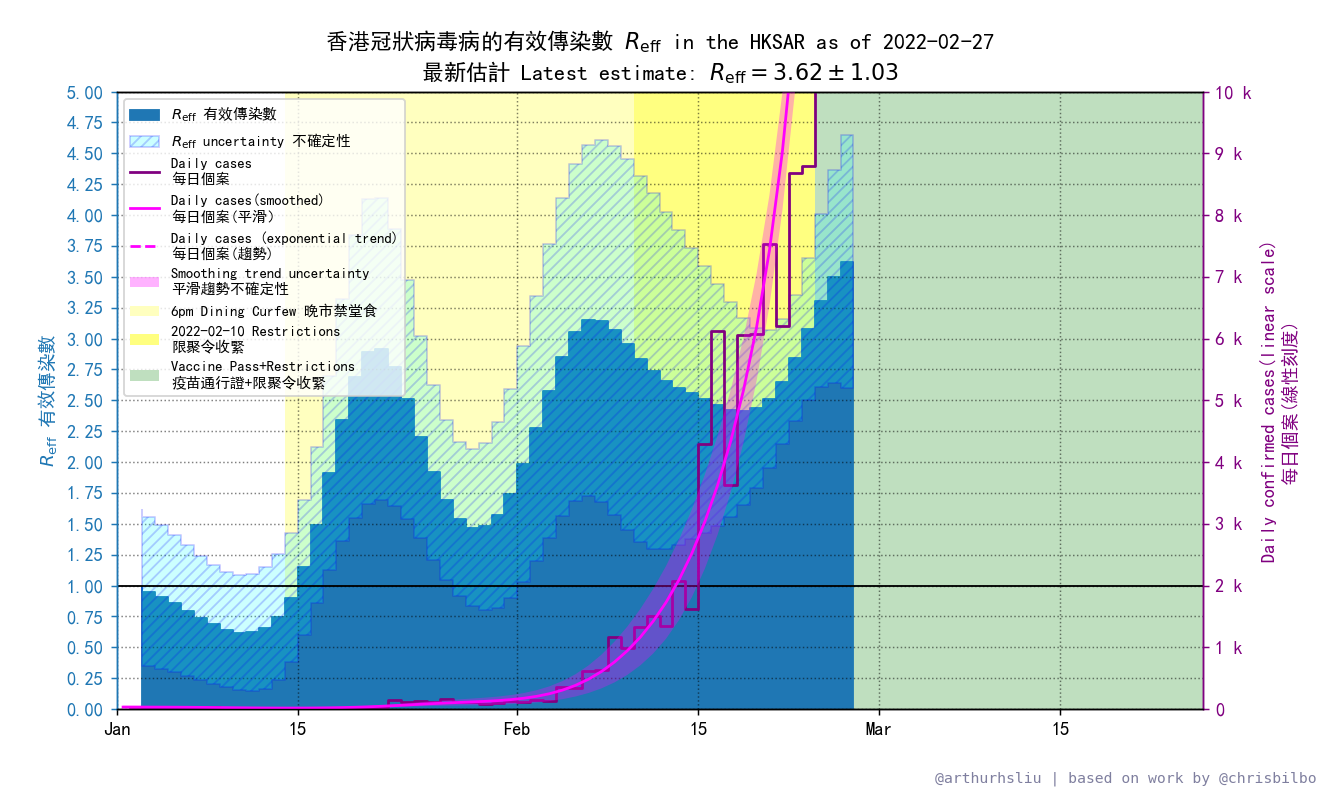 香港冠狀病毒病的有效傳染數 Reff in the HKSAR as of 2022-02-27
最新估計 Latest estimate: Reff = 3.62 ± 1.03
Reff 有效傳染數
Reff uncertainty 不確定性
Daily cases
每日個案
Daily cases(smoothed)
每日個案(平滑)
Daily cases (exponential trend)
每日個案(趨勢)
Smoothing trend uncertainty
平滑趨勢不確定性
6pm Dining Curfew 晚市禁堂食
2022-02-10 Restrictions
限聚令收緊
Vaccine Pass+Restrictions
疫苗通行證+限聚令收緊
5.00
4.75
4.50
4.25
4.00
3.75
3.50
3.25
3.00
2.75
2.50
2.25
2.00
1.75
1.50
1.25
1.00
0.75
0.50
0.25
0.00
Reff 有效傳染數
10 k
9 k
8 k
7 k
6 k
5 k
4 k
3 k
2 k
1 k
0
Daily confirmed cases(linear scale)
每日個案(線性刻度)
Jan 15 Feb 15 Mar 15
@arthurhsliu | based on work by @chrisbilbo